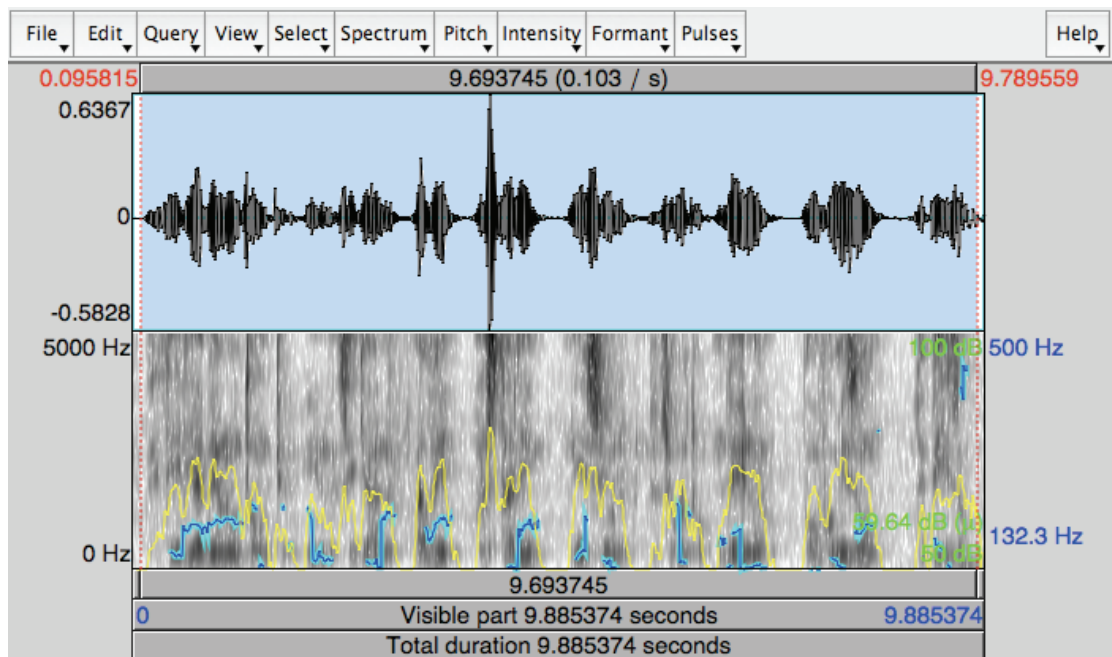 File Edit Query View Select Spectrum Pitch Intensity Formant Pulses Help
0.095815 9.693745 (0.103 / s) 9.789559
0.6367
0
-0.5828
5000 Hz 100 dB 500 Hz
dB
132.3 Hz
0 Hz 50 dB
9.693745
0 Visible part 9.885374 seconds 9.885374
Total duration 9.885374 seconds